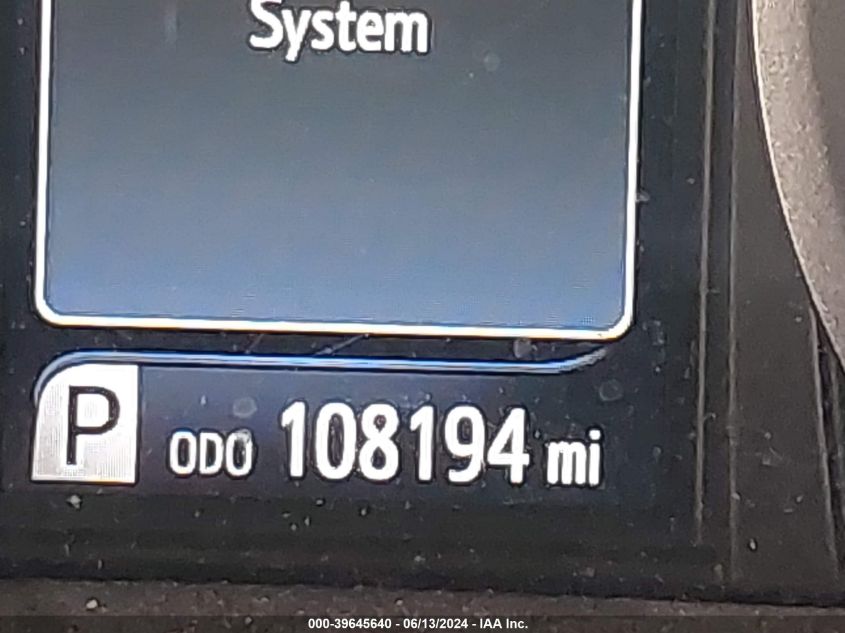 System
P ODO 108194 mi
000-39645640 - 06/13/2024 - IAA Inc.